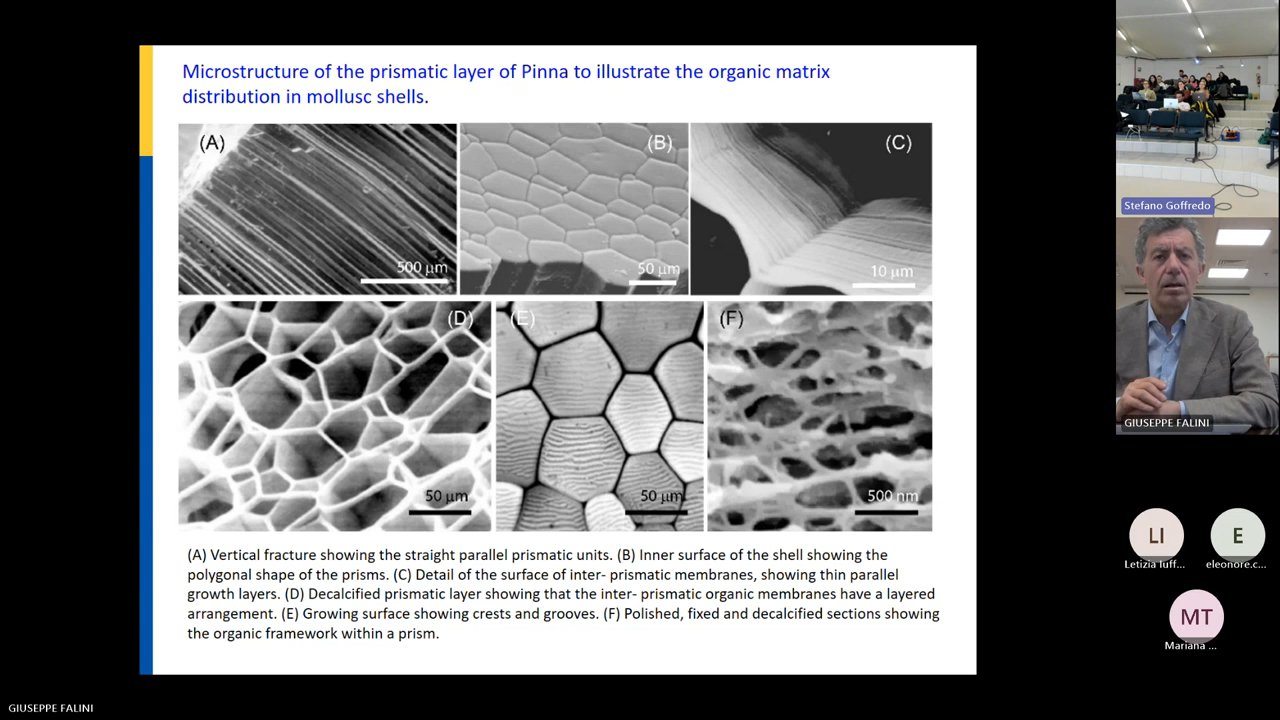 Microstructure of the prismatic layer of Pinna to illustrate the organic matrix
distribution in mollusc shells.
(A)
(B)
(C)
500 µm
50 µm
10 µm
(D)
(E)
(F)
50 µm
50 µm
500 nm
(A) Vertical fracture showing the straight parallel prismatic units. (B) Inner surface of the shell showing the
polygonal shape of the prisms. (C) Detail of the surface of inter- prismatic membranes, showing thin parallel
growth layers. (D) Decalcified prismatic layer showing that the inter- prismatic organic membranes have a layered
arrangement. (E) Growing surface showing crests and grooves. (F) Polished, fixed and decalcified sections showing
the organic framework within a prism.
Stefano Goffredo
GIUSEPPE FALINI
LI
E
Letizia Iuff...
eleonore.c...
MT
Mariana ...
GIUSEPPE FALINI